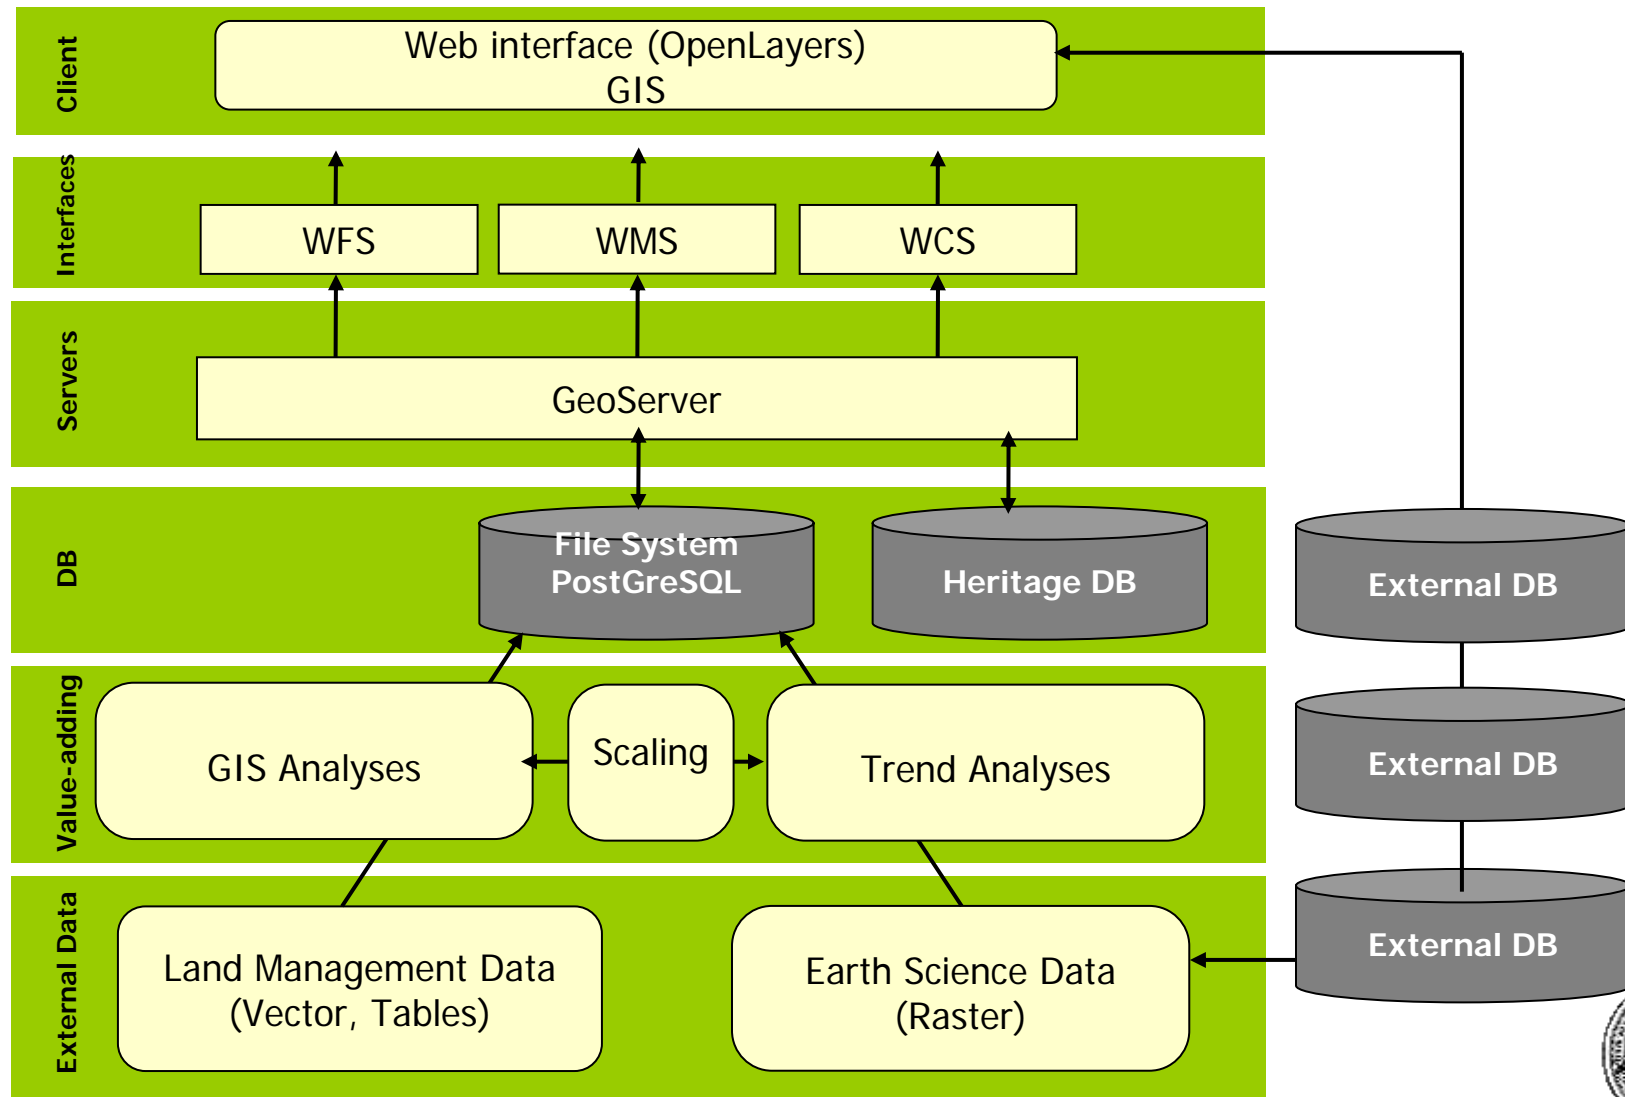 Client
Web interface (OpenLayers)
GIS
Interfaces
WFS
WMS
WCS
Servers
GeoServer
DB
File System
PostGreSQL
Heritage DB
External DB
Value-adding
GIS Analyses
Scaling
Trend Analyses
External DB
External Data
Land Management Data
(Vector, Tables)
Earth Science Data
(Raster)
External DB